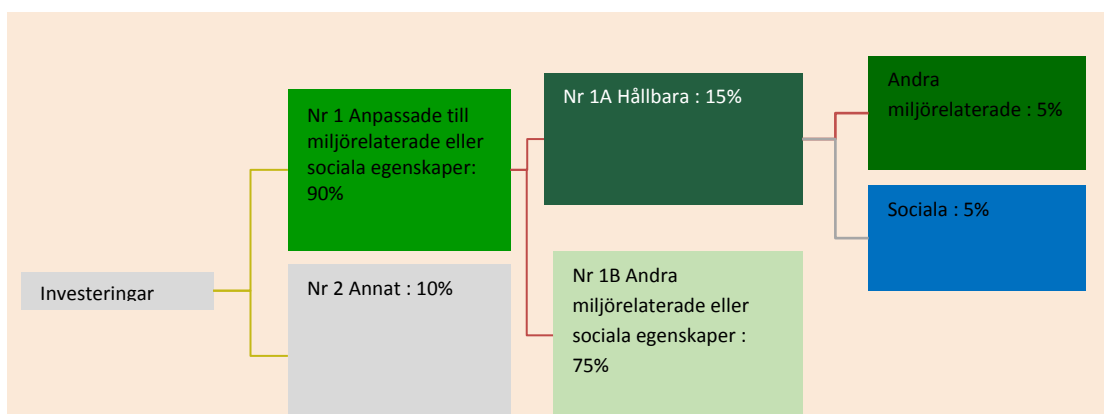 Investeringar
Nr 1 Anpassade till
miljörelaterade eller
sociala egenskaper:
90%
Nr 2 Annat : 10%
Nr 1A Hållbara : 15%
Nr 1B Andra
miljörelaterade eller
sociala egenskaper :
75%
Andra
miljörelaterade : 5%
Sociala : 5%